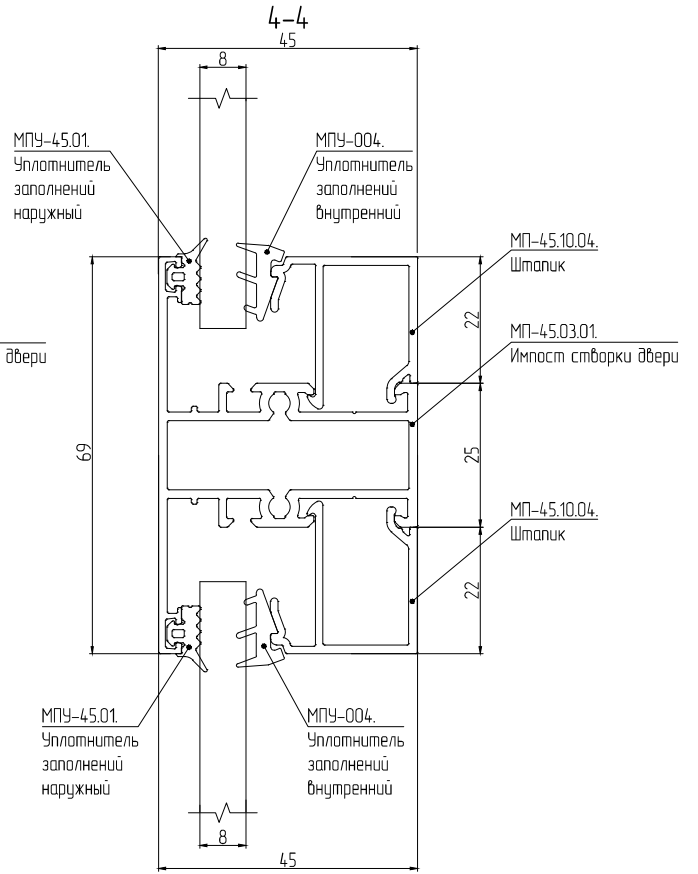 4-4
45
8
МПУ-45.01.
Уплотнитель
заполнений
наружный
МПУ-004.
Уплотнитель
заполнений
внутренний
МП-45.10.04.
Штапик
22
МП-45.03.01.
Импост створки двери
двери
69
25
МП-45.10.04.
Штапик
22
МПУ-45.01.
Уплотнитель
заполнений
наружный
МПУ-004.
Уплотнитель
заполнений
внутренний
8
45